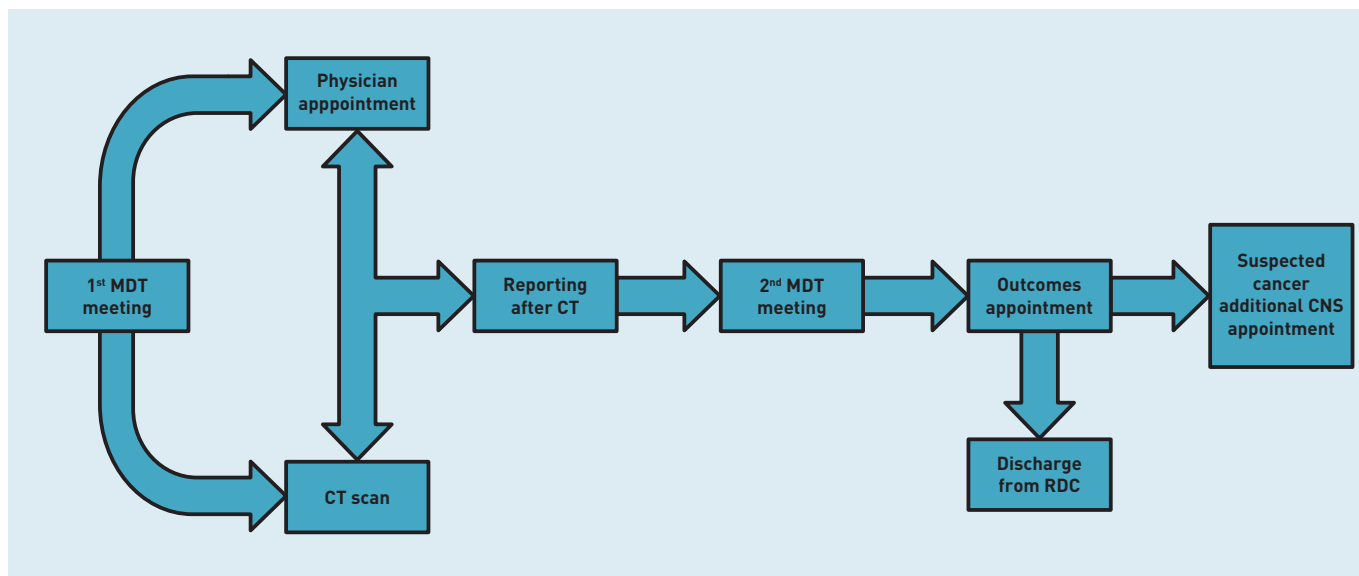 Physician
apppointment
1st MDT
meeting
Reporting
after CT
2nd MDT
meeting
Outcomes
appointment
Suspected
cancer
additional CNS
appointment
CT scan
Discharge
from RDC